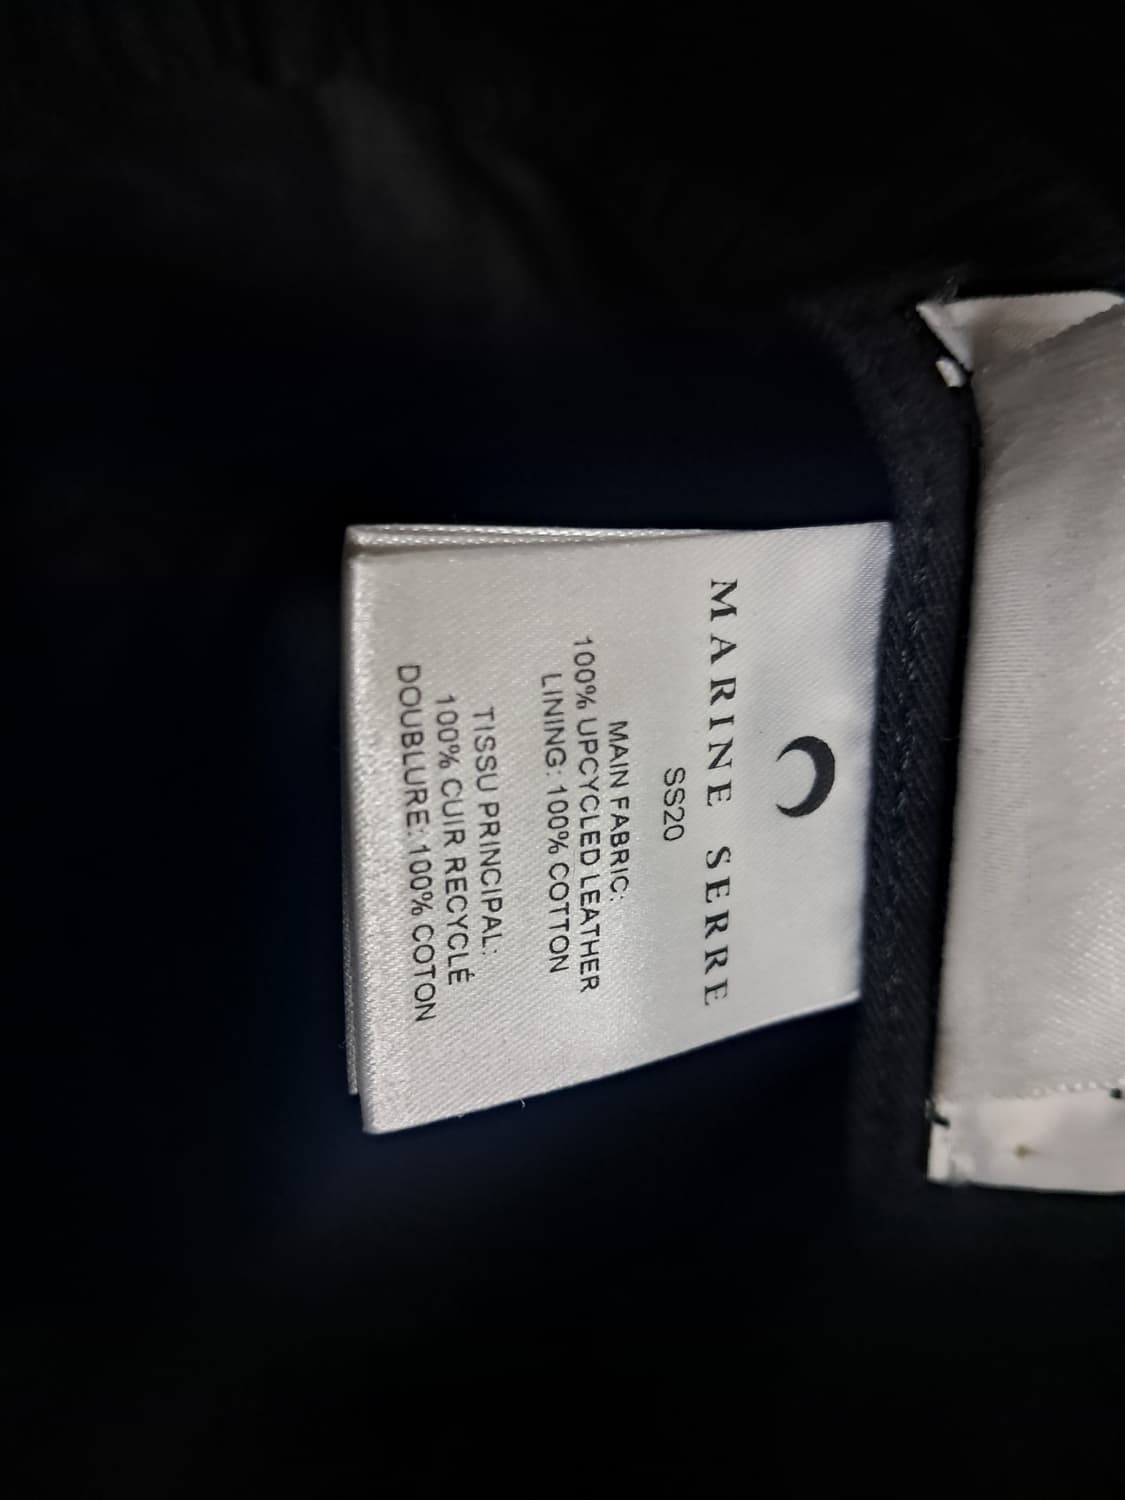 MARINE SERRE
SS20
MAIN FABRIC:
100% UPCYCLED LEATHER
LINING: 100% COTTON
TISSU PRINCIPAL:
100% CUIR RECYCLÉ
DOUBLURE: 100% COTON